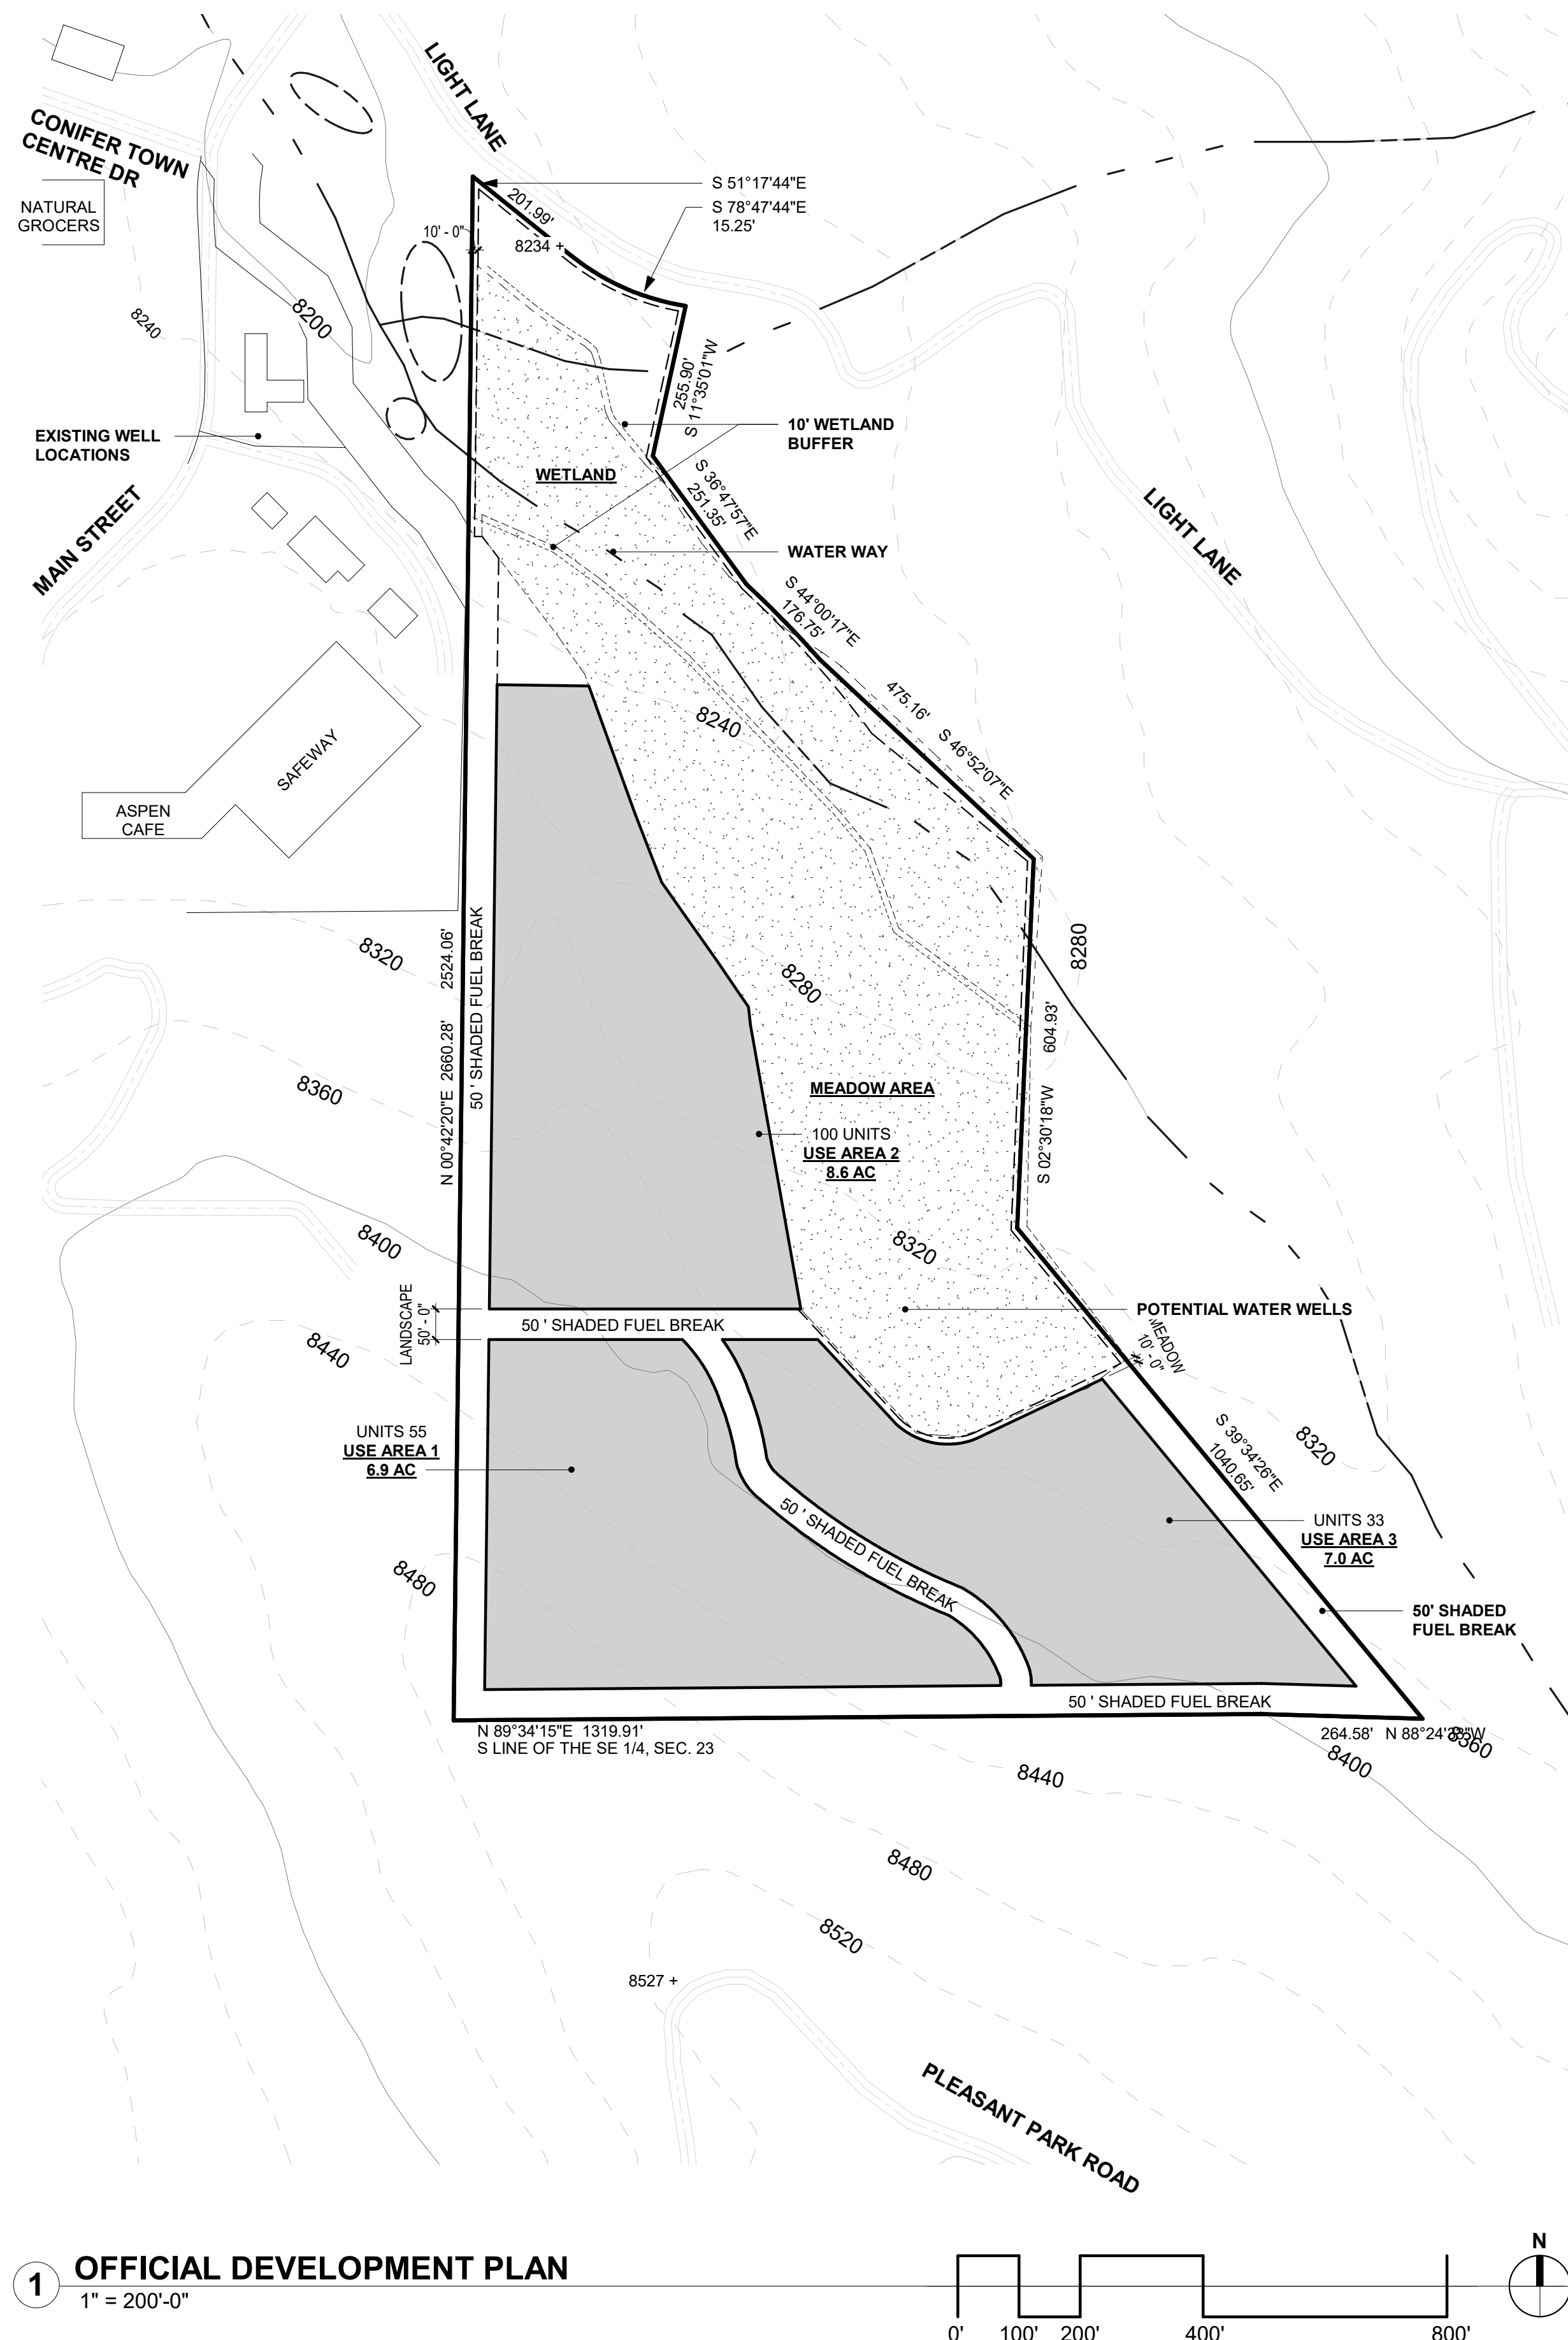 LIGHT LANE
CONIFER TOWN
CENTRE DR
NATURAL
GROCERS
S 51°17'44"E
S 78°47'44"E
15.25'
201.99'
10' - 0"
8234 +
8240
8200
255.90'
S 11°35'01"W
EXISTING WELL
LOCATIONS
10' WETLAND
BUFFER
WETLAND
S 36°47'57"E
251.35'
MAIN STREET
WATER WAY
LIGHT LANE
S 44°00'17"E
176.75'
475.16'
S 46°52'07"E
8240
SAFEWAY
ASPEN
CAFE
8320
8280
8280
N 00°42'20"E 2660.28' 2524.06'
50 ' SHADED FUEL BREAK
S 02°30'18"W 604.93'
8360
MEADOW AREA
100 UNITS
USE AREA 2
8.6 AC
8400
8320
LANDSCAPE
50' - 0"
50 ' SHADED FUEL BREAK
POTENTIAL WATER WELLS
MEADOW
10' - 0"
8440
UNITS 55
USE AREA 1
6.9 AC
S 39°34'26"E
1040.65'
8320
50 ' SHADED FUEL BREAK
UNITS 33
USE AREA 3
7.0 AC
8480
50' SHADED
FUEL BREAK
50 ' SHADED FUEL BREAK
N 89°34'15"E 1319.91'
S LINE OF THE SE 1/4, SEC. 23
264.58'
8360
8400
8440
8480
8520
8527 +
PLEASANT PARK ROAD
1
OFFICIAL DEVELOPMENT PLAN
1" = 200'-0"
N
0' 100' 200' 400' 800'